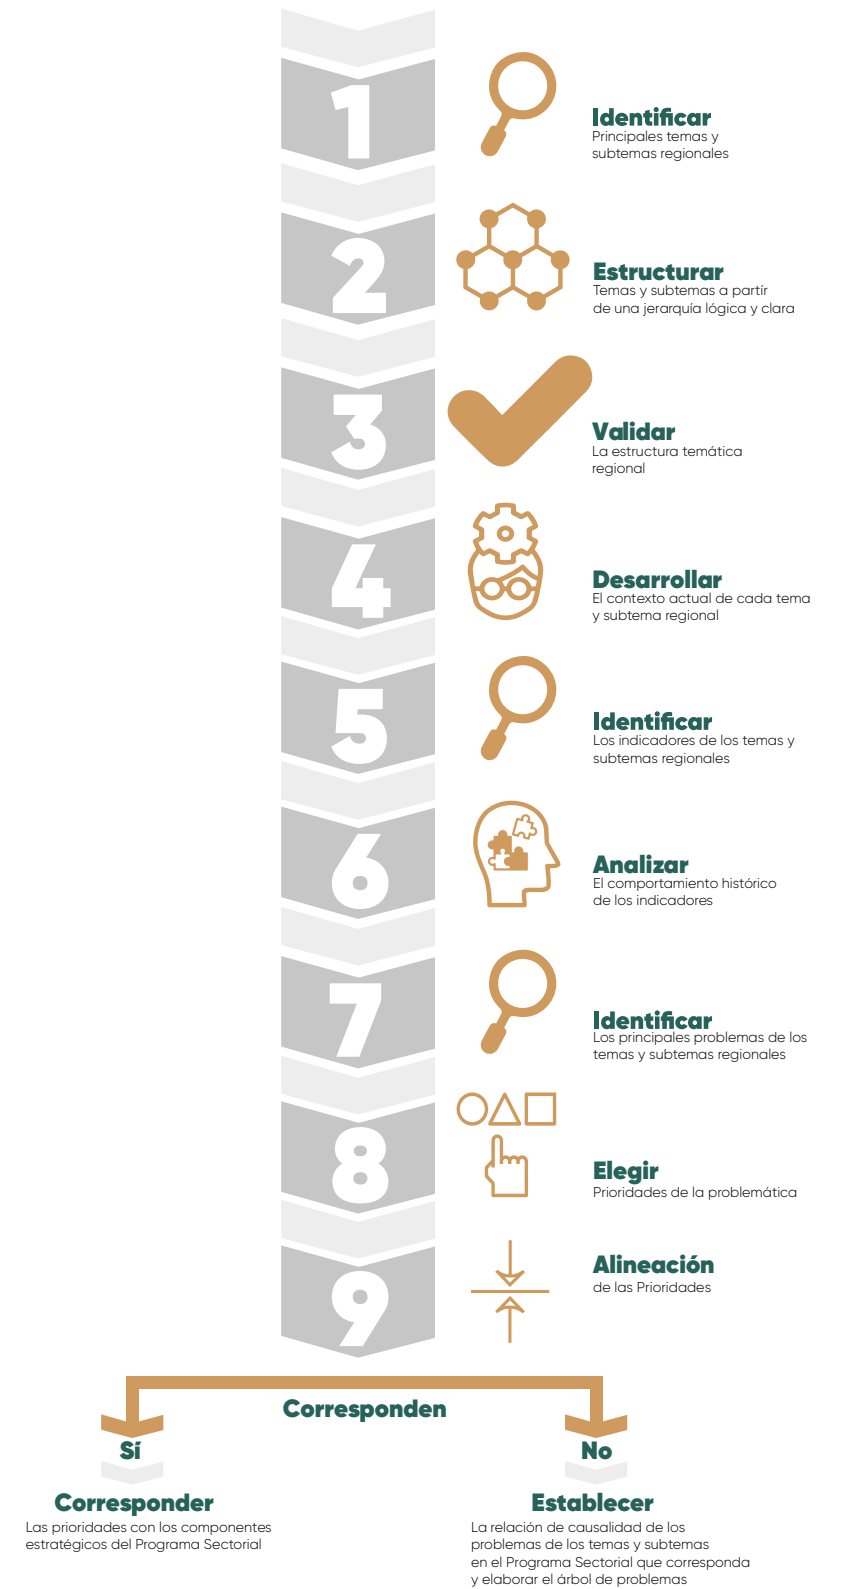 1
Identificar
Principales temas y
subtemas regionales
2
Estructurar
Temas y subtemas a partír
de una jerarquía lógica y clara
3
Validar
La estructura temática
regional
4
Desarrollar
El contexto actual de cada tema
y subtema regional
5
Identificar
Los indicadores de los temas y
subtemas regionales
6
Analizar
El comportamiento histórico
de los indicadores
7
Identificar
Los principales problemas de los
temas y subtemas regionales
8
Elegir
Prioridades de la problemática
9
Alineación
de las Prioridades
Corresponden
Sí
Corresponder
Las prioridades con los componentes
estratégicos del Programa Sectorial
No
Establecer
La relación de causalidad de los
problemas de los temas y subtemas
en el Programa Sectorial que corresponda
y elaborar el árbol de problemas